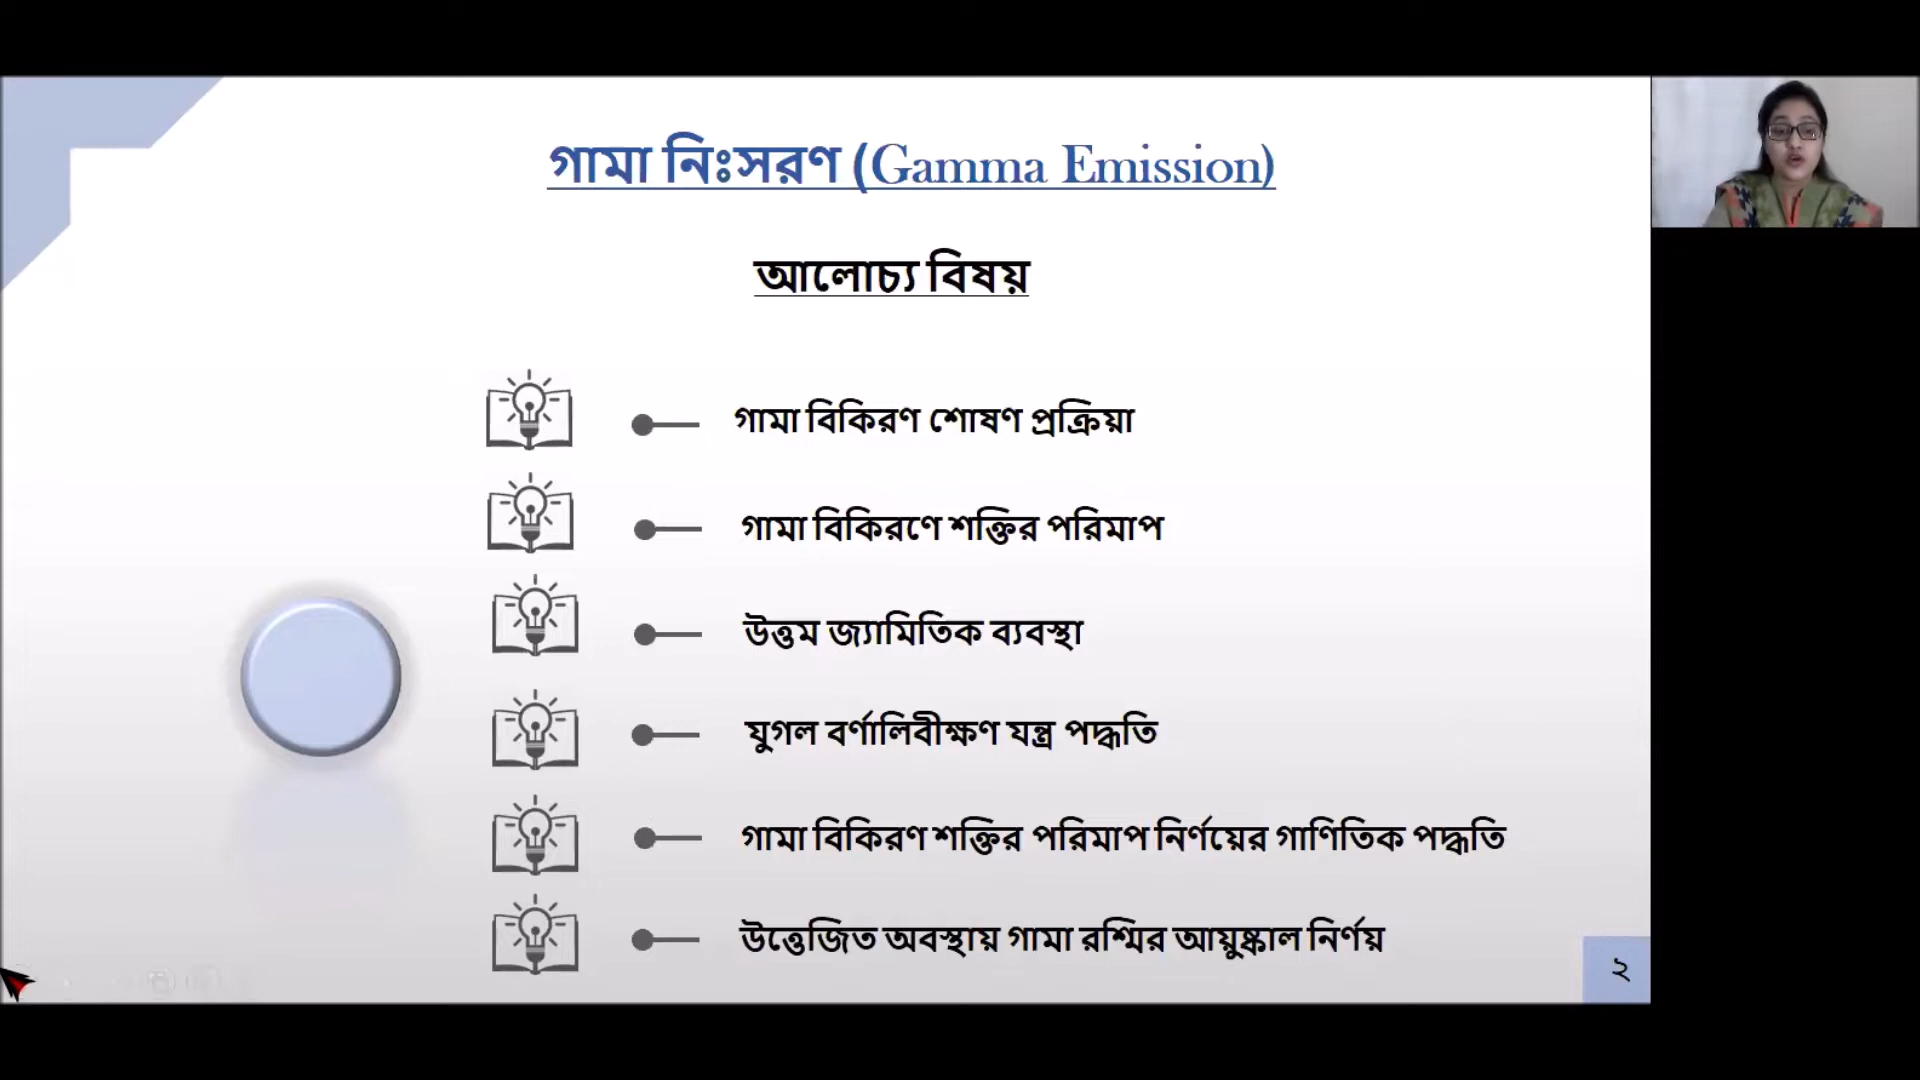 গামা নিঃসরণ (Gamma Emission)
আলোচ্য বিষয়
গামা বিকিরণ শোষণ প্রক্রিয়া
গামা বিকিরণে শক্তির পরিমাপ
উত্তম জ্যামিতিক ব্যবস্থা
যুগল বর্ণালিবীক্ষণ যন্ত্র পদ্ধতি
গামা বিকিরণ শক্তির পরিমাপ নির্ণয়ের গাণিতিক পদ্ধতি
উত্তেজিত অবস্থায় গামা রশ্মির আয়ুষ্কাল নির্ণয়
২